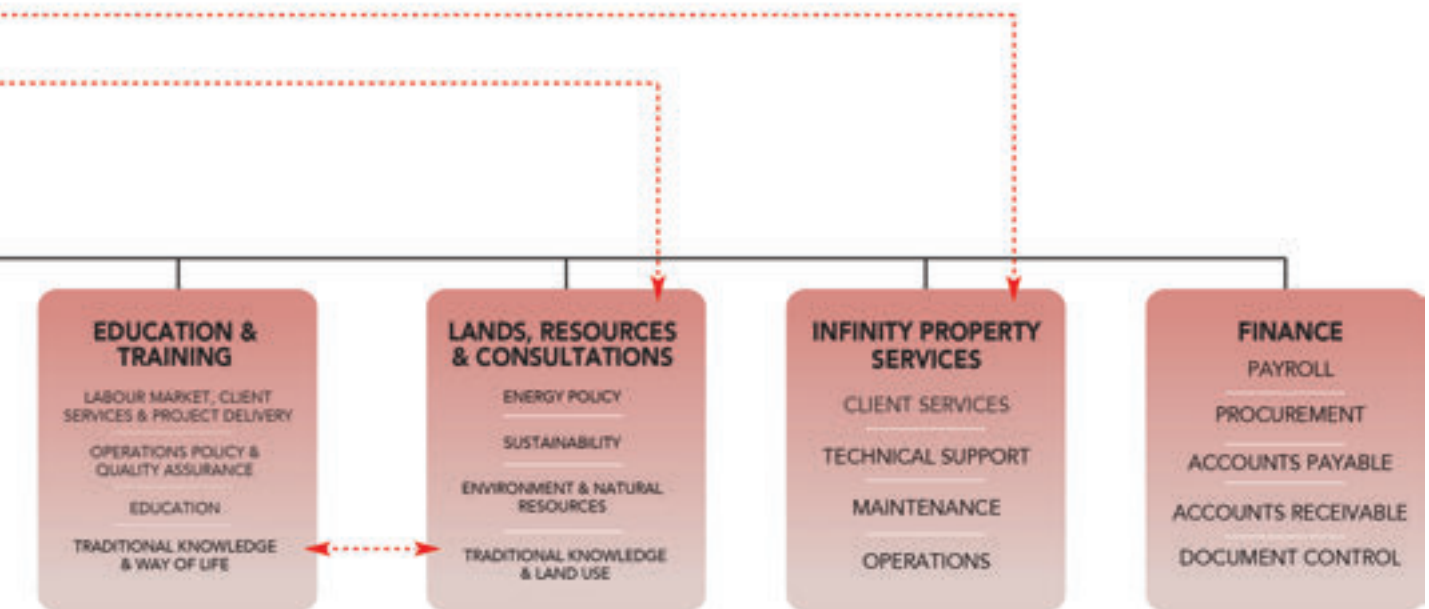 EDUCATION &
TRAINING
LABOUR MARKET, CLIENT
SERVICES & PROJECT DELIVERY
OPERATIONS POLICY &
QUALITY ASSURANCE
EDUCATION
TRADITIONAL KNOWLEDGE
& WAY OF LIFE
LANDS, RESOURCES
& CONSULTATIONS
ENERGY POLICY
SUSTAINABILITY
ENVIRONMENT & NATURAL
RESOURCES
TRADITIONAL KNOWLEDGE
& LAND USE
INFINITY PROPERTY
SERVICES
CLIENT SERVICES
TECHNICAL SUPPORT
MAINTENANCE
OPERATIONS
FINANCE
PAYROLL
PROCUREMENT
ACCOUNTS PAYABLE
ACCOUNTS RECEIVABLE
DOCUMENT CONTROL